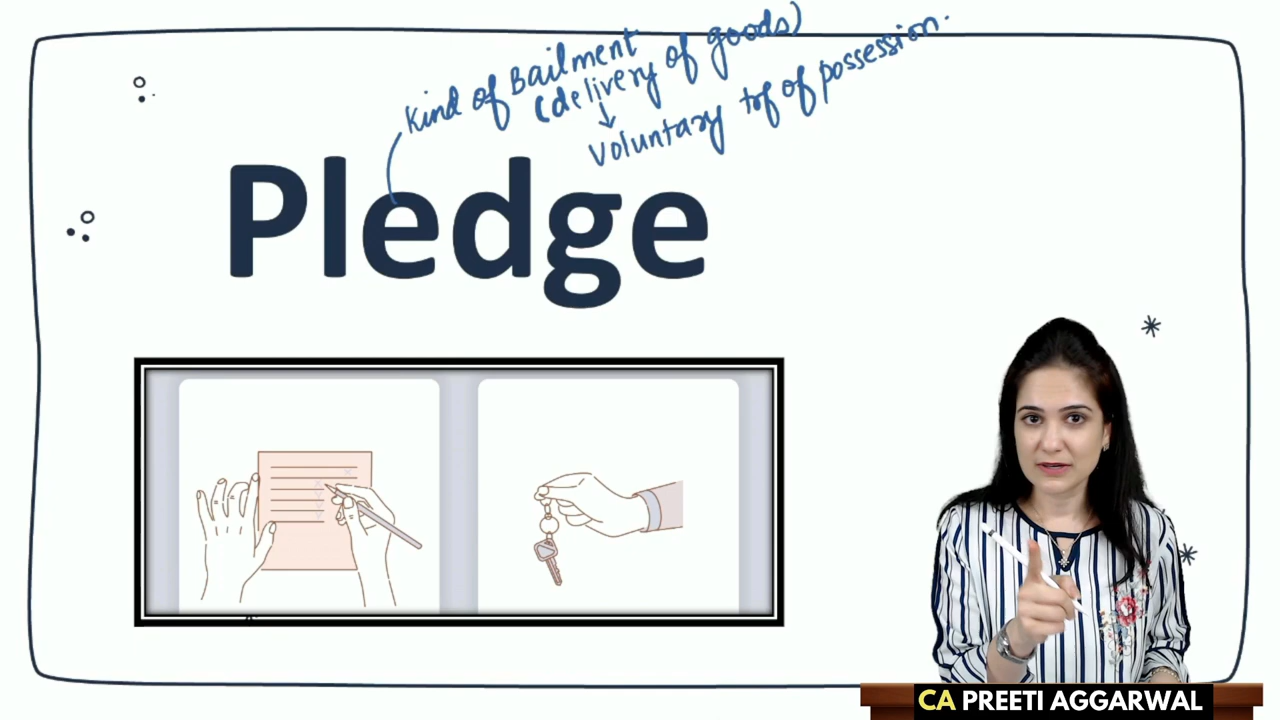 Kind of Bailment
(delivery of goods)
↓
Voluntary trf of possession.
Pledge
CA PREETI AGGARWAL